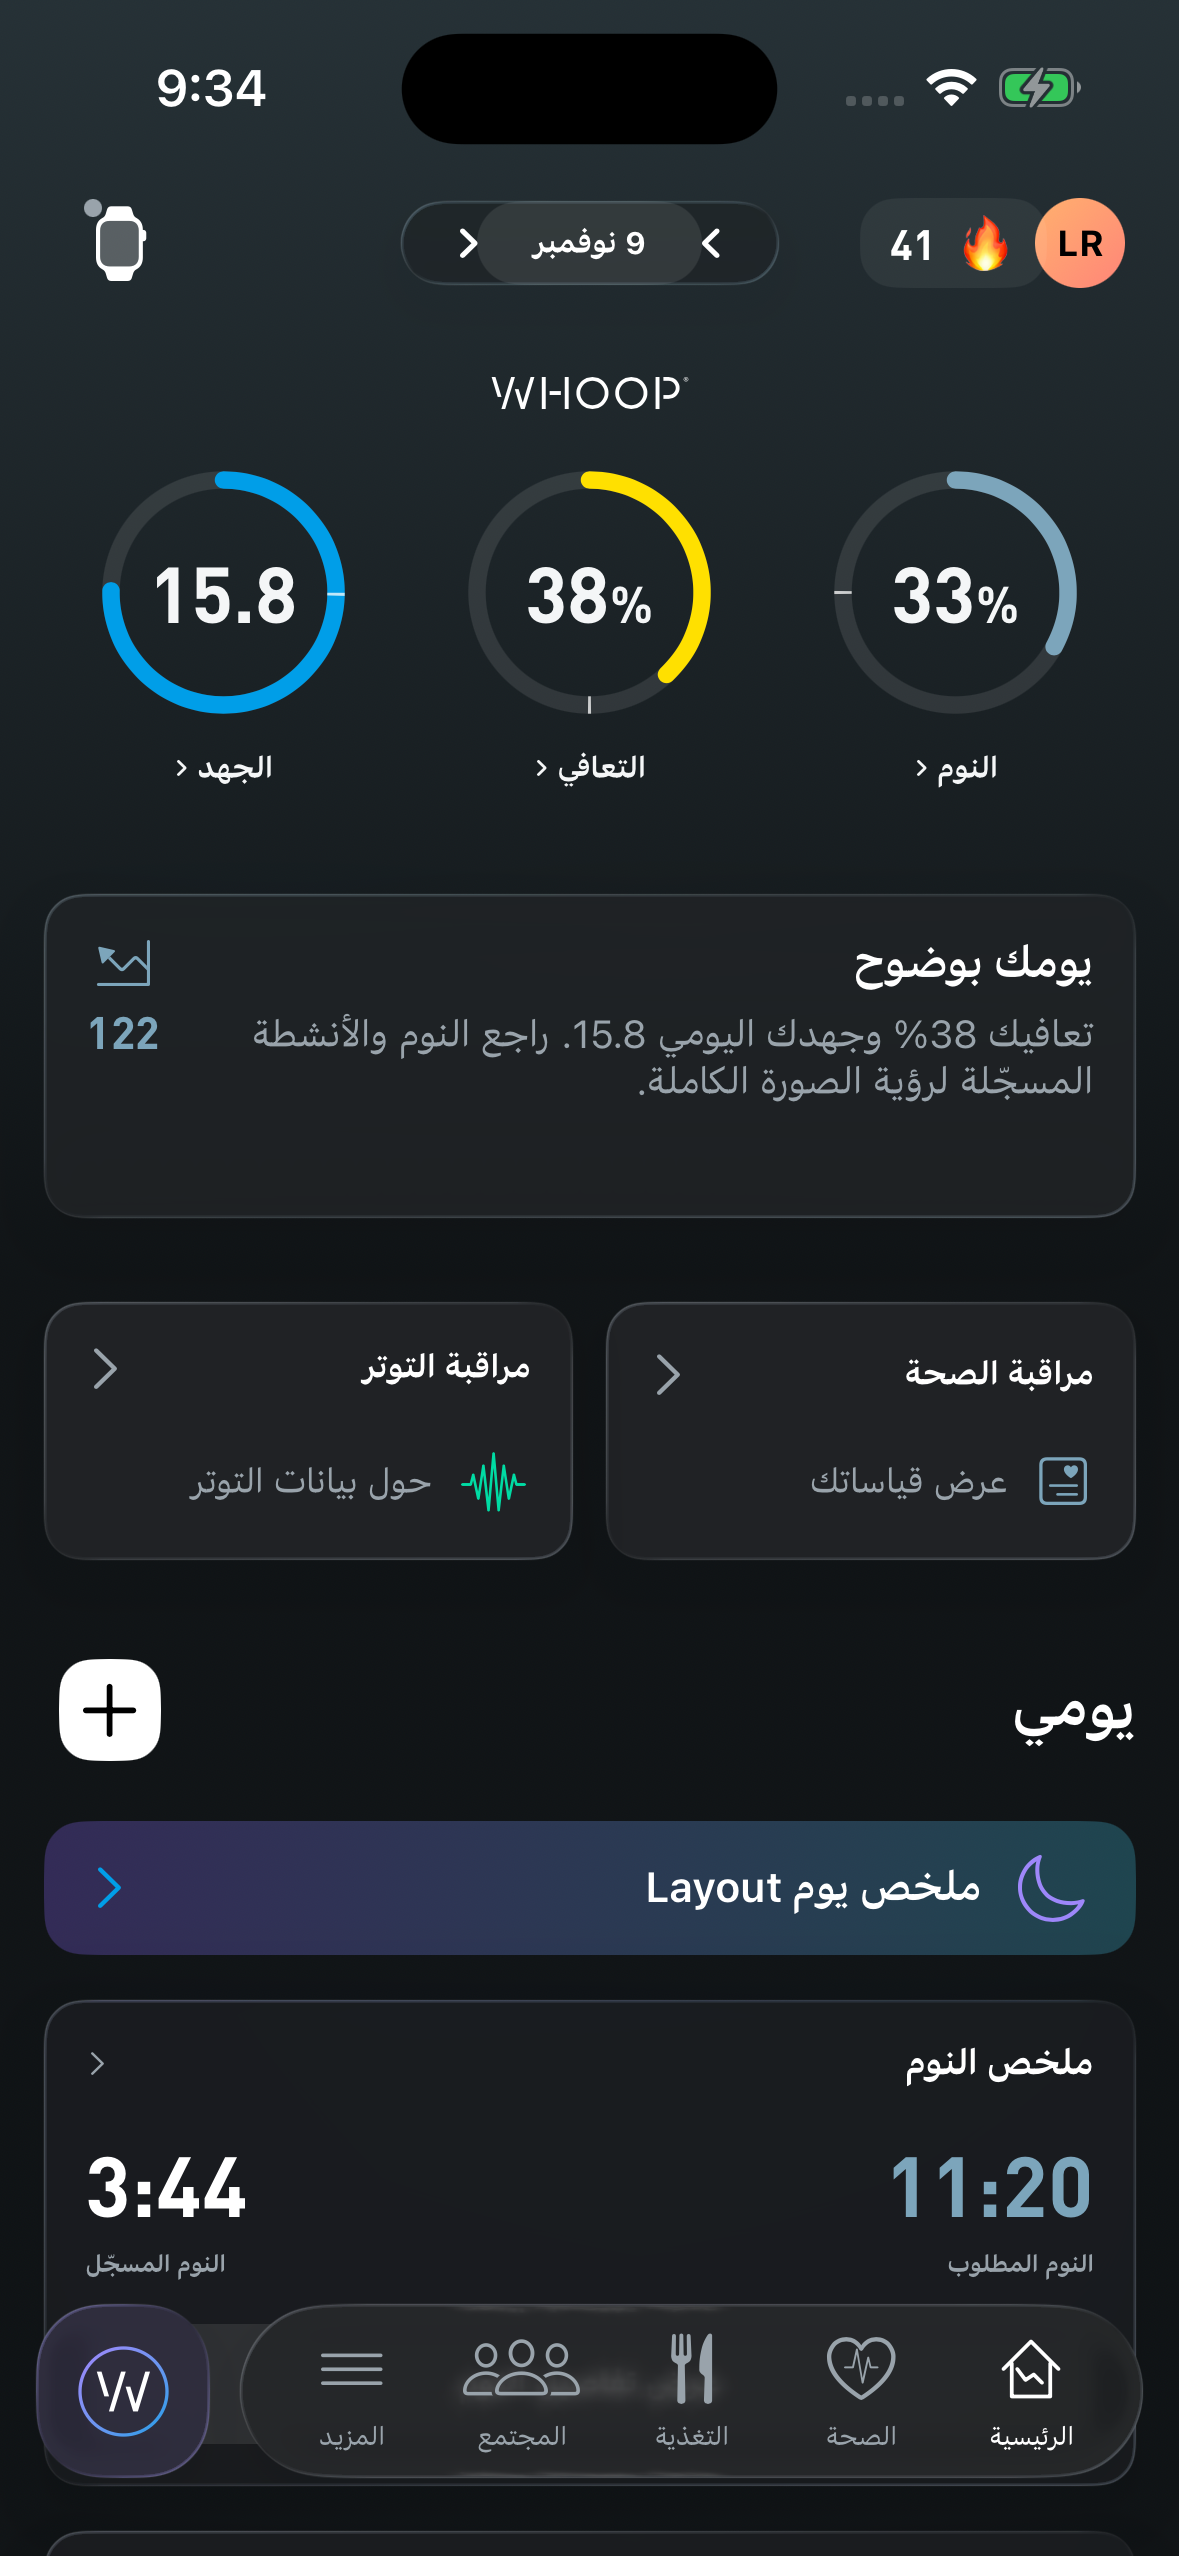 9:34
LR
41
9 نوفمبر
WHOOP
33%
38%
15.8
النوم
التعافي
الجهد
يومك بوضوح
تعافيك 38% وجهدك اليومي 15.8. راجع النوم والأنشطة
المسجّلة لرؤية الصورة الكاملة.
122
مراقبة الصحة
عرض قياساتك
مراقبة التوتر
حول بيانات التوتر
يومي
ملخص يوم Layout
ملخص النوم
11:20
3:44
النوم المطلوب
النوم المسجّل
الرئيسية
الصحة
التغذية
المجتمع
المزيد
W